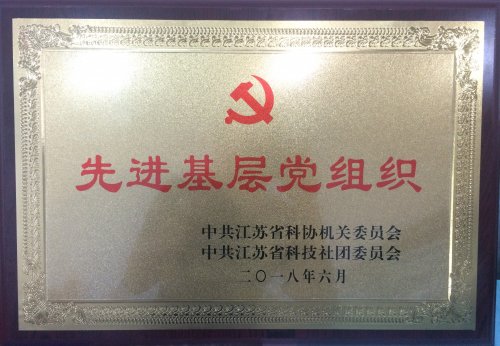 先进基层党组织
中共江苏省科协机关委员会
中共江苏省科技社团委员会
二〇一八年六月